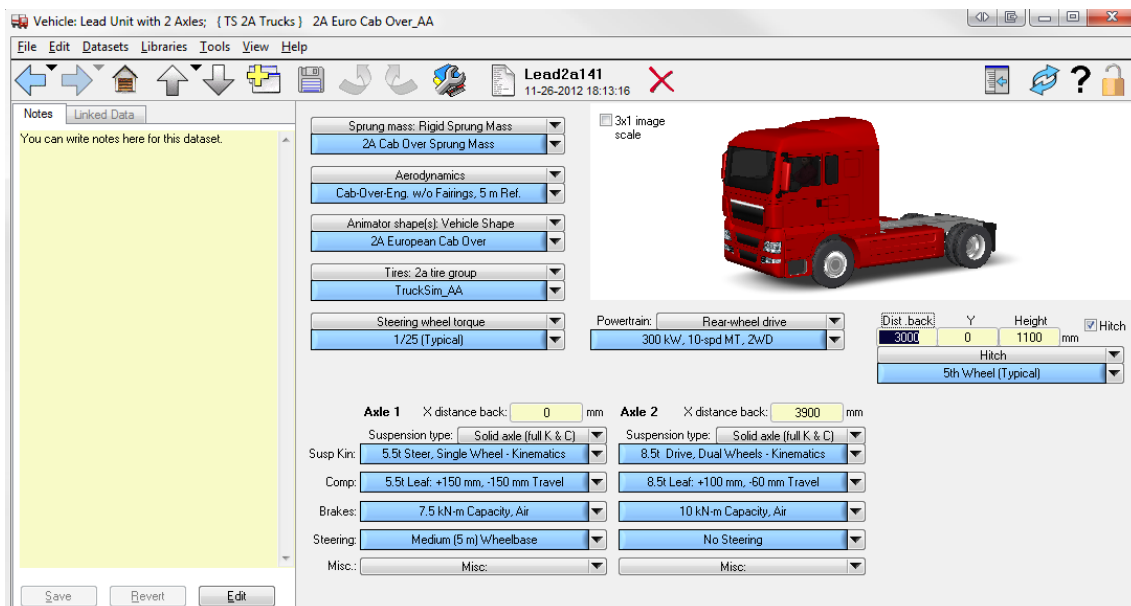 Vehicle: Lead Unit with 2 Axles; { TS 2A Trucks } 2A Euro Cab Over_AA
File Edit Datasets Libraries Tools View Help
Lead2a141
11-26-2012 18:13:16
?
Notes Linked Data
You can write notes here for this dataset.
Sprung mass: Rigid Sprung Mass
2A Cab Over Sprung Mass
Aerodynamics
Cab-Over-Eng. w/o Fairings, 5 m Ref.
Animator shape(s): Vehicle Shape
2A European Cab Over
Tires: 2a tire group
TruckSim_AA
Steering wheel torque
1/25 (Typical)
3x1 image
scale
Powertrain: Rear-wheel drive
300 kW, 10-spd MT, 2WD
Dist. back Y Height Hitch
3000 0 1100 mm
Hitch
5th Wheel (Typical)
Axle 1 X distance back: 0 mm Axle 2 X distance back: 3900 mm
Suspension type: Solid axle (full K & C) Suspension type: Solid axle (full K & C)
Susp Kin: 5.5t Steer, Single Wheel - Kinematics 8.5t Drive, Dual Wheels - Kinematics
Comp: 5.5t Leaf: +150 mm, -150 mm Travel 8.5t Leaf: +100 mm, -60 mm Travel
Brakes: 7.5 kN-m Capacity, Air 10 kN-m Capacity, Air
Steering: Medium (5 m) Wheelbase No Steering
Misc.: Misc: Misc:
Save Revert Edit